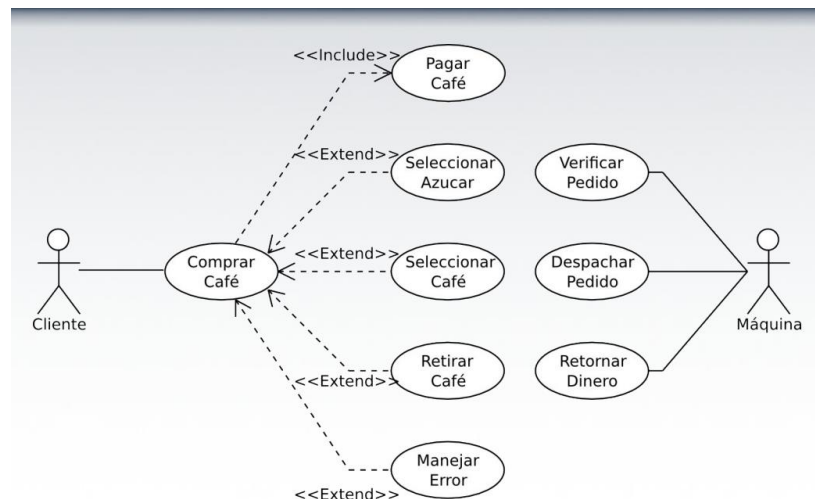 <<Include>>
Pagar
Café
<<Extend>>
Seleccionar
Azucar
Verificar
Pedido
Comprar
Café
<<Extend>>
Seleccionar
Café
Despachar
Pedido
Cliente
Máquina
<<Extend>>
Retirar
Café
Retornar
Dinero
<<Extend>>
Manejar
Error